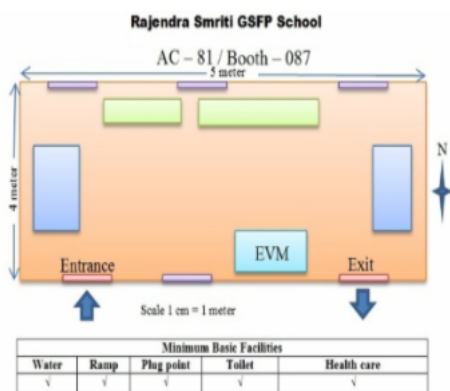 Rajendra Smriti GSFP School
AC – 81 / Booth – 087
5 meter
4 meter
N
EVM
Entrance
Exit
Scale 1 cm = 1 meter
Minimum Basic Facilities
Water Ramp Plug point Toilet Health care
√ √ √ √ √